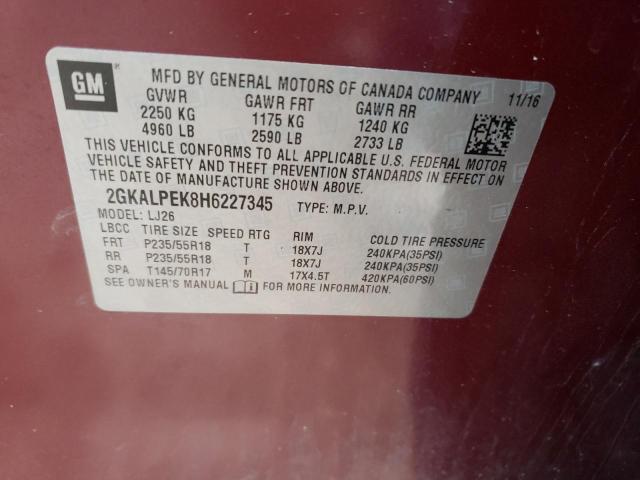 GM
MFD BY GENERAL MOTORS OF CANADA COMPANY
11/16
GVWR GAWR FRT GAWR RR
2250 KG 1175 KG 1240 KG
4960 LB 2590 LB 2733 LB
THIS VEHICLE CONFORMS TO ALL APPLICABLE U.S. FEDERAL MOTOR
VEHICLE SAFETY AND THEFT PREVENTION STANDARDS IN EFFECT ON
THE DATE OF MANUFACTURE SHOWN ABOVE.
2GKALPEK8H6227345 TYPE: M.P.V.
MODEL: LJ26
LBCC TIRE SIZE SPEED RTG RIM COLD TIRE PRESSURE
FRT P235/55R18 T 18X7J 240KPA(35PSI)
RR P235/55R18 T 18X7J 240KPA(35PSI)
SPA T145/70R17 M 17X4.5T 420KPA(60PSI)
SEE OWNER'S MANUAL FOR MORE INFORMATION.